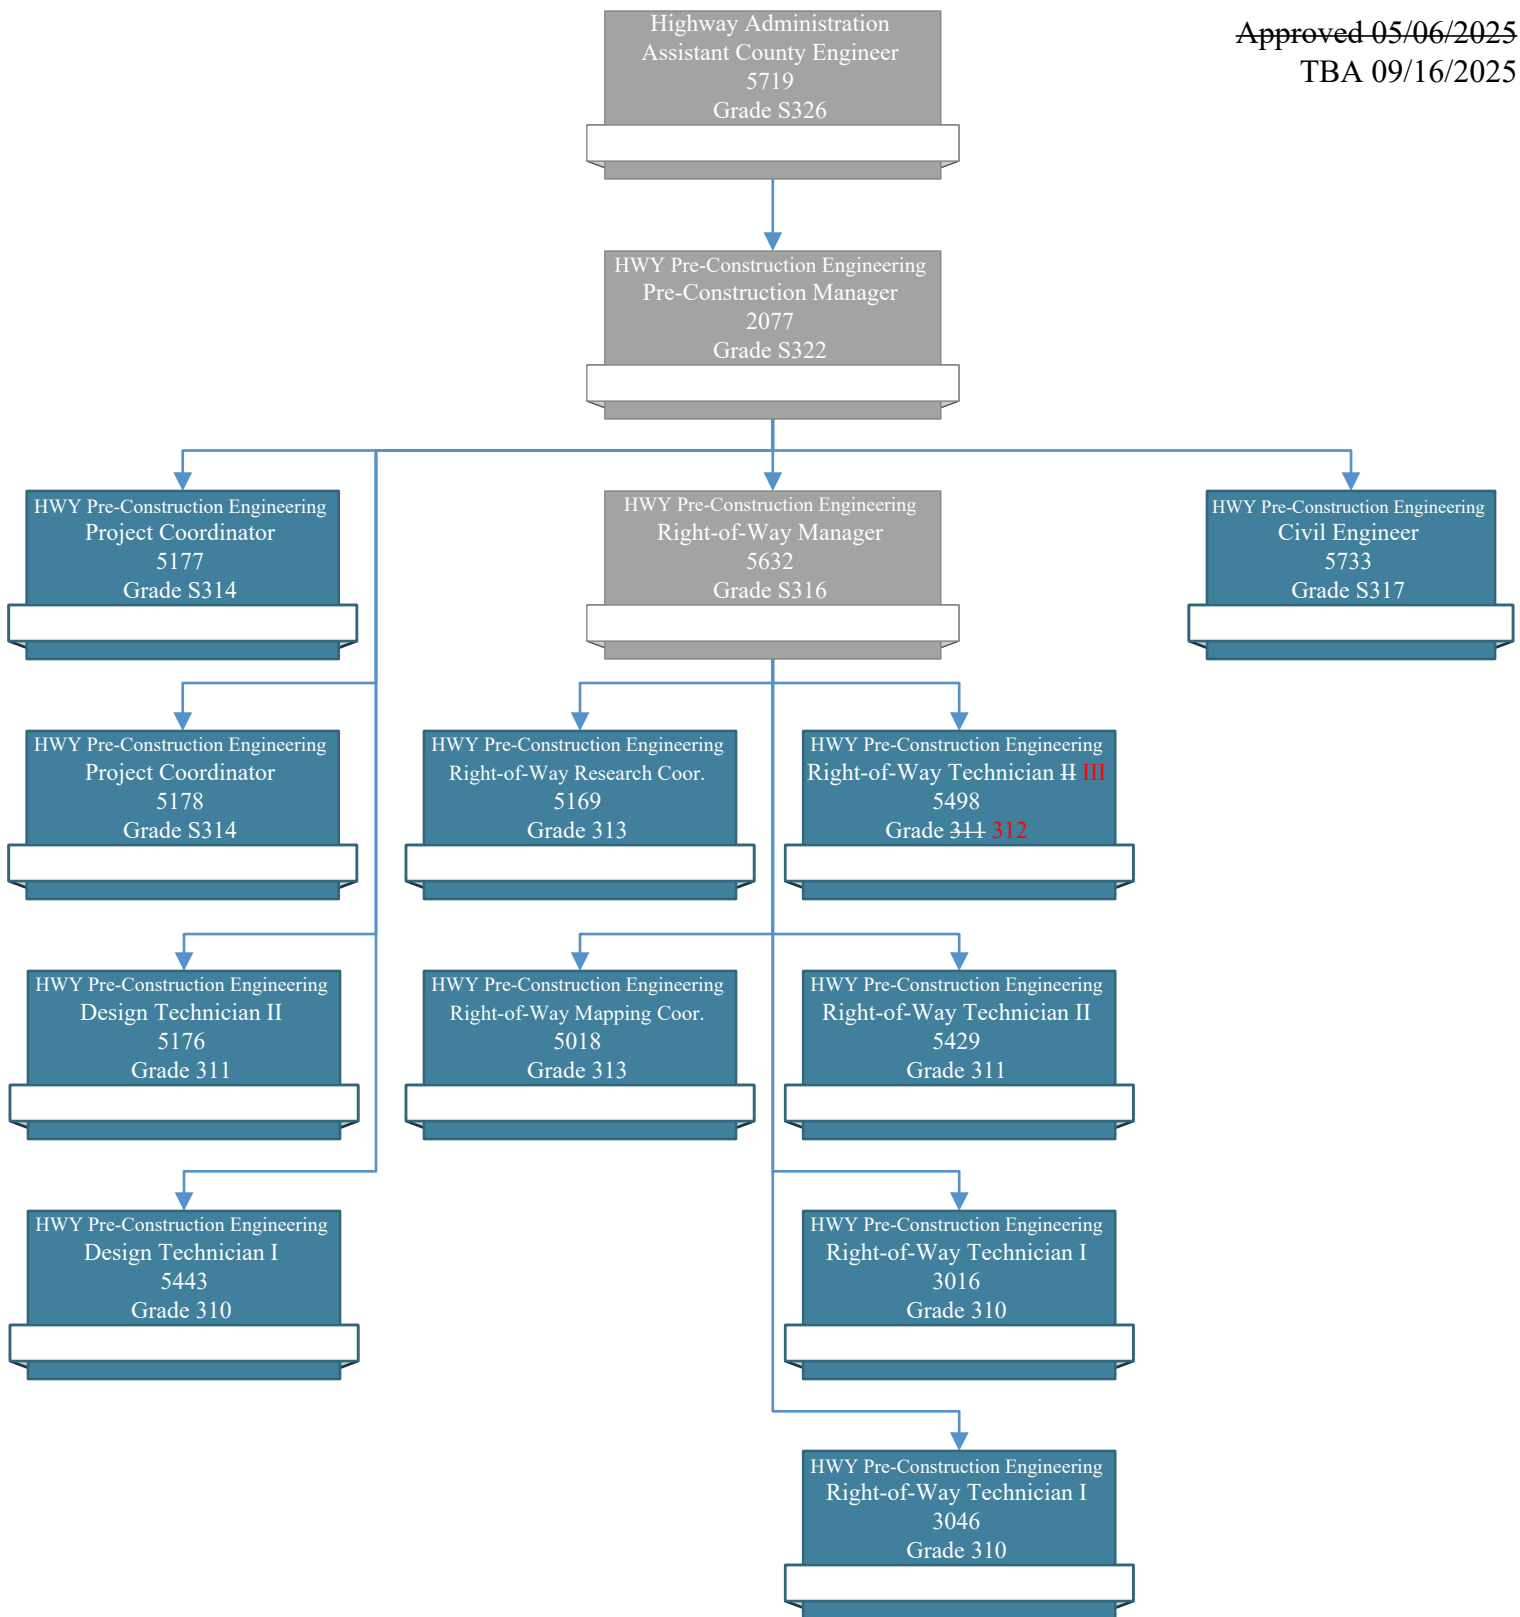 Approved 05/06/2025
TBA 09/16/2025
Highway Administration
Assistant County Engineer
5719
Grade S326
HWY Pre-Construction Engineering
Pre-Construction Manager
2077
Grade S322
HWY Pre-Construction Engineering
Project Coordinator
5177
Grade S314
HWY Pre-Construction Engineering
Right-of-Way Manager
5632
Grade S316
HWY Pre-Construction Engineering
Civil Engineer
5733
Grade S317
HWY Pre-Construction Engineering
Project Coordinator
5178
Grade S314
HWY Pre-Construction Engineering
Right-of-Way Research Coor.
5169
Grade 313
HWY Pre-Construction Engineering
Right-of-Way Technician II III
5498
Grade 311 312
HWY Pre-Construction Engineering
Design Technician II
5176
Grade 311
HWY Pre-Construction Engineering
Right-of-Way Mapping Coor.
5018
Grade 313
HWY Pre-Construction Engineering
Right-of-Way Technician II
5429
Grade 311
HWY Pre-Construction Engineering
Design Technician I
5443
Grade 310
HWY Pre-Construction Engineering
Right-of-Way Technician I
3016
Grade 310
HWY Pre-Construction Engineering
Right-of-Way Technician I
3046
Grade 310